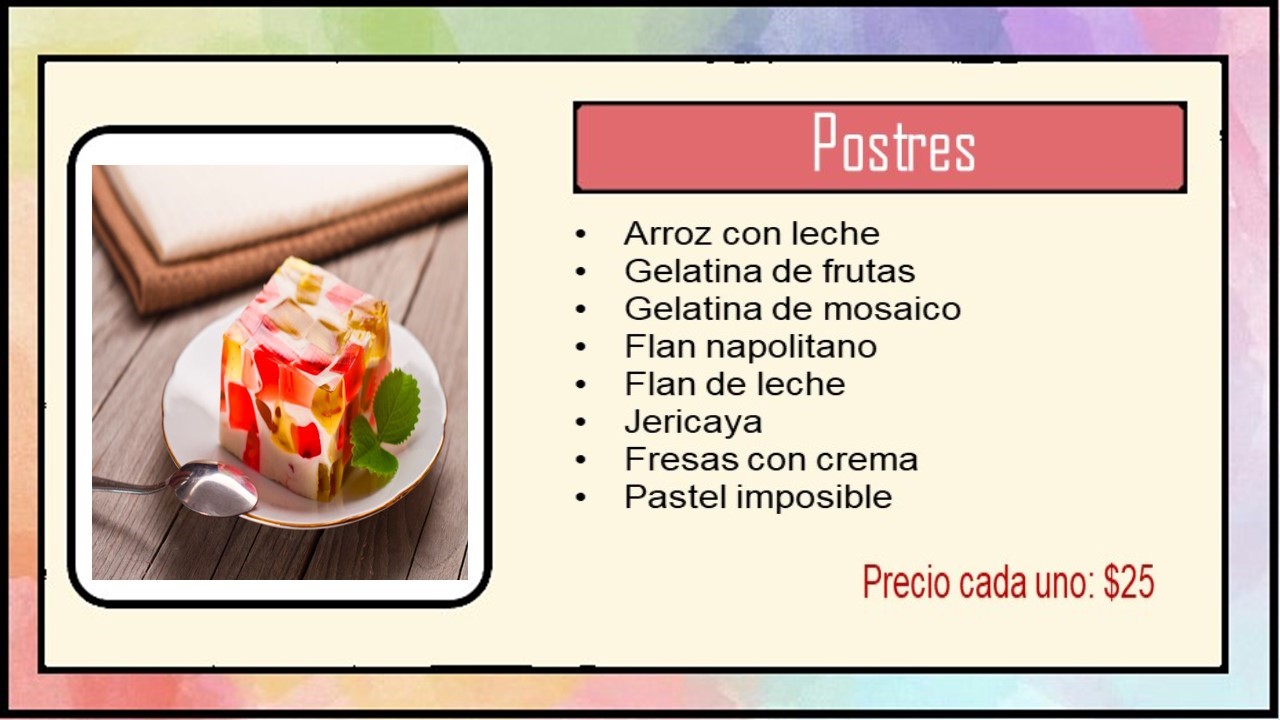 Postres
• Arroz con leche
• Gelatina de frutas
• Gelatina de mosaico
• Flan napolitano
• Flan de leche
• Jericaya
• Fresas con crema
• Pastel imposible
Precio cada uno: $25